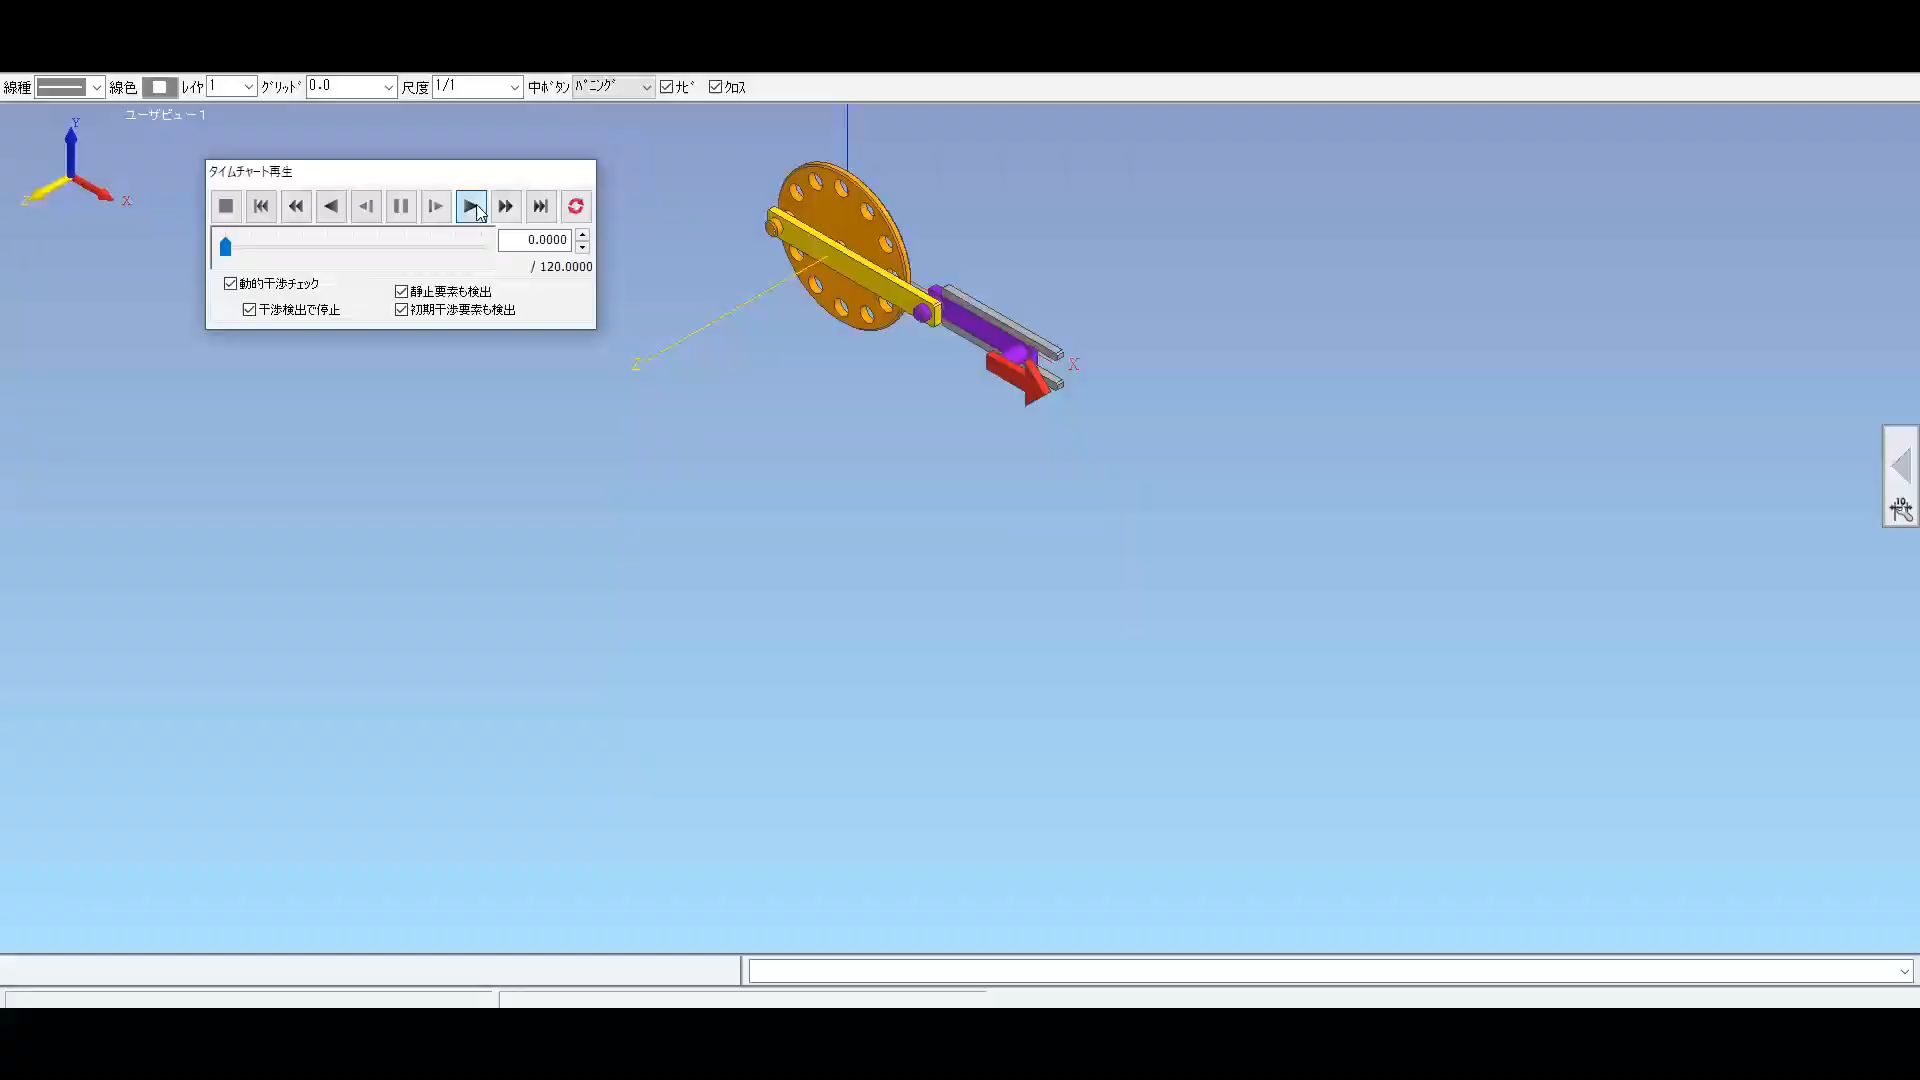 線種 線色 ﾚｲﾔ 1 ｸﾞﾘｯﾄﾞ 0.0 尺度 1/1 中ﾎﾞﾀﾝ ﾊﾟﾆﾝｸﾞ ﾅﾋﾞ ｸﾛｽ
ユーザビュー１
Y
Z
X
タイムチャート再生
0.0000
/ 120.0000
動的干渉チェック
静止要素も検出
干渉検出で停止
初期干渉要素も検出
Z
X
10